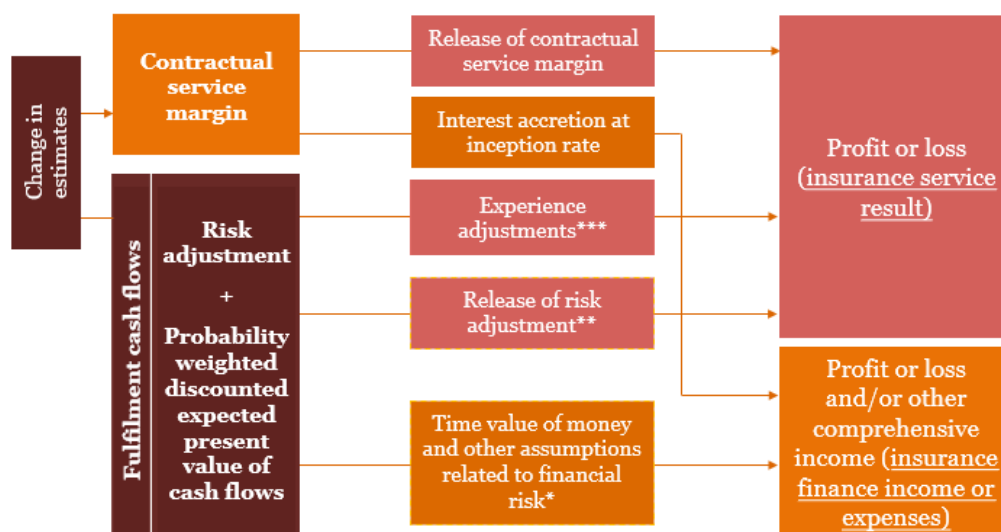 Change in
estimates
Contractual
service
margin
Fulfilment cash flows
Risk
adjustment
+
Probability
weighted
discounted
expected
present
value of
cash flows
Release of contractual
service margin
Interest accretion at
inception rate
Experience
adjustments***
Release of risk
adjustment**
Time value of money
and other assumptions
related to financial
risk*
Profit or loss
(insurance service
result)
Profit or loss
and/or other
comprehensive
income (insurance
finance income or
expenses)